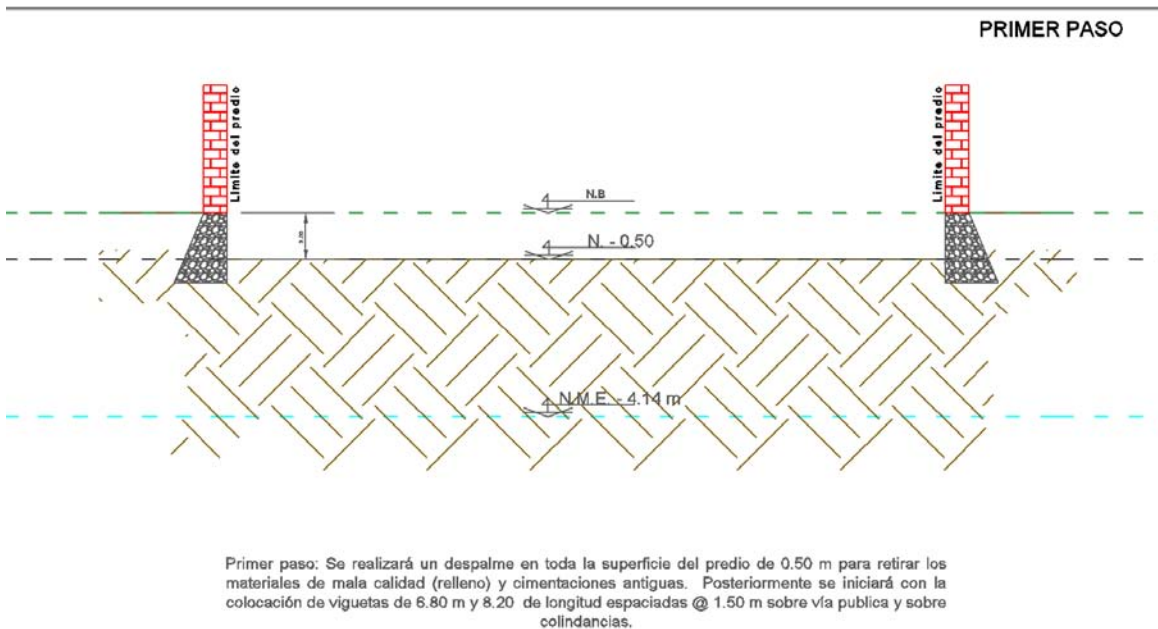 PRIMER PASO
Limite del predio
Limite del predio
N.B
N. - 0.50
N.M.E. - 4.14 m
Primer paso: Se realizará un despalme en toda la superficie del predio de 0.50 m para retirar los
materiales de mala calidad (relleno) y cimentaciones antiguas. Posteriormente se iniciará con la
colocación de viguetas de 6.80 m y 8.20 de longitud espaciadas @ 1.50 m sobre vía publica y sobre
colindancias.